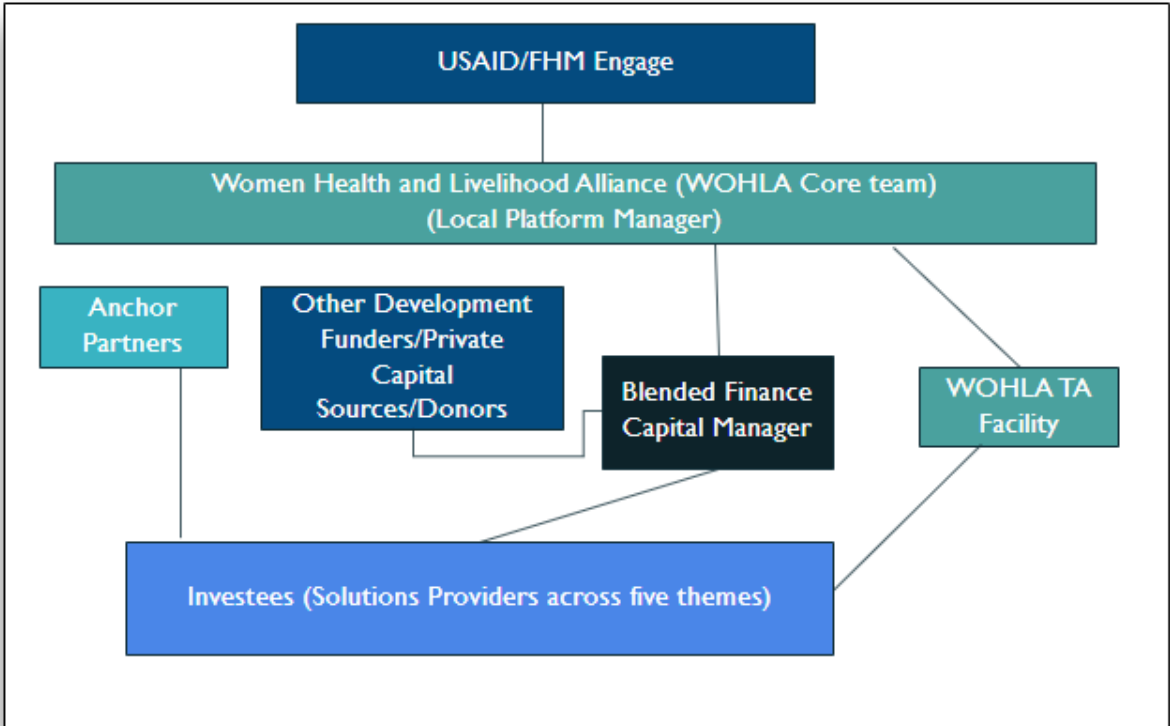 USAID/FHM Engage
Women Health and Livelihood Alliance (WOHLA Core team)
(Local Platform Manager)
Anchor
Partners
Other Development
Funders/Private
Capital
Sources/Donors
Blended Finance
Capital Manager
WOHLA TA
Facility
Investees (Solutions Providers across five themes)